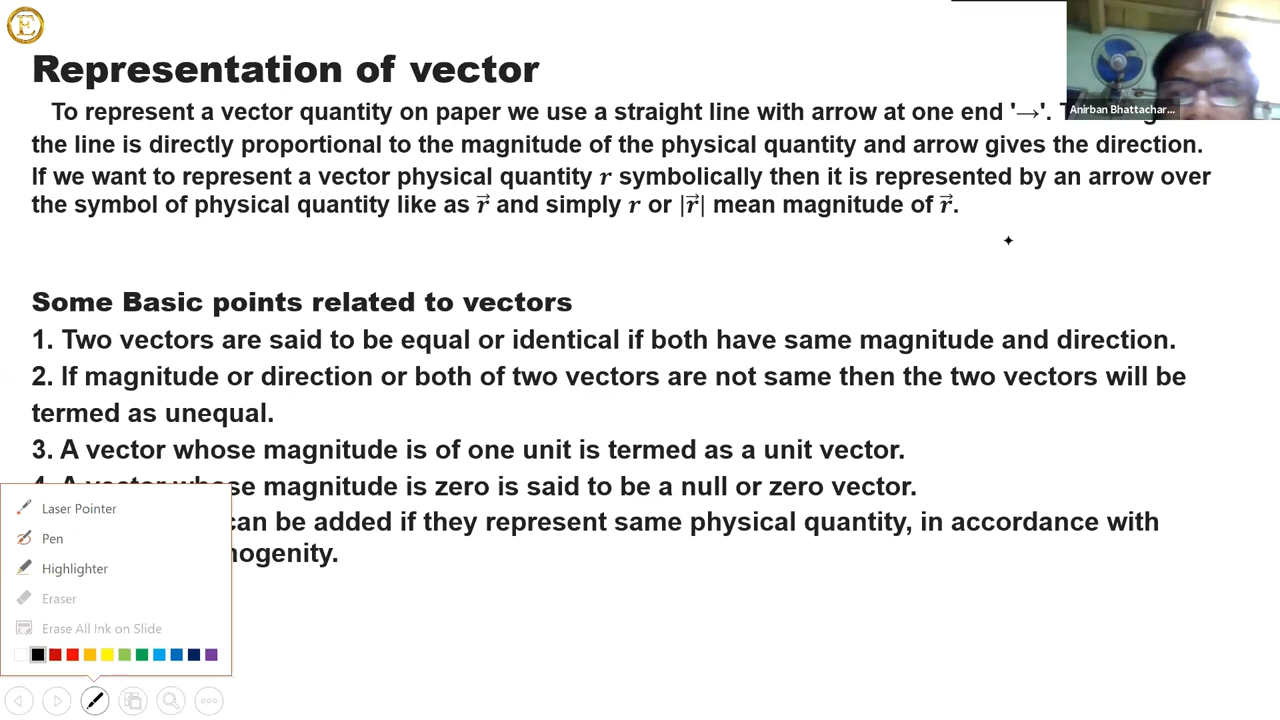 E
Representation of vector
To represent a vector quantity on paper we use a straight line with arrow at one end '→'.
the line is directly proportional to the magnitude of the physical quantity and arrow gives the direction.
If we want to represent a vector physical quantity r symbolically then it is represented by an arrow over
the symbol of physical quantity like as r⃗ and simply r or |r⃗| mean magnitude of r⃗.
Anirban Bhattachar...
Some Basic points related to vectors
1. Two vectors are said to be equal or identical if both have same magnitude and direction.
2. If magnitude or direction or both of two vectors are not same then the two vectors will be
termed as unequal.
3. A vector whose magnitude is of one unit is termed as a unit vector.
4. A vector whose magnitude is zero is said to be a null or zero vector.
can be added if they represent same physical quantity, in accordance with
nogenity.
Laser Pointer
Pen
Highlighter
Eraser
Erase All Ink on Slide